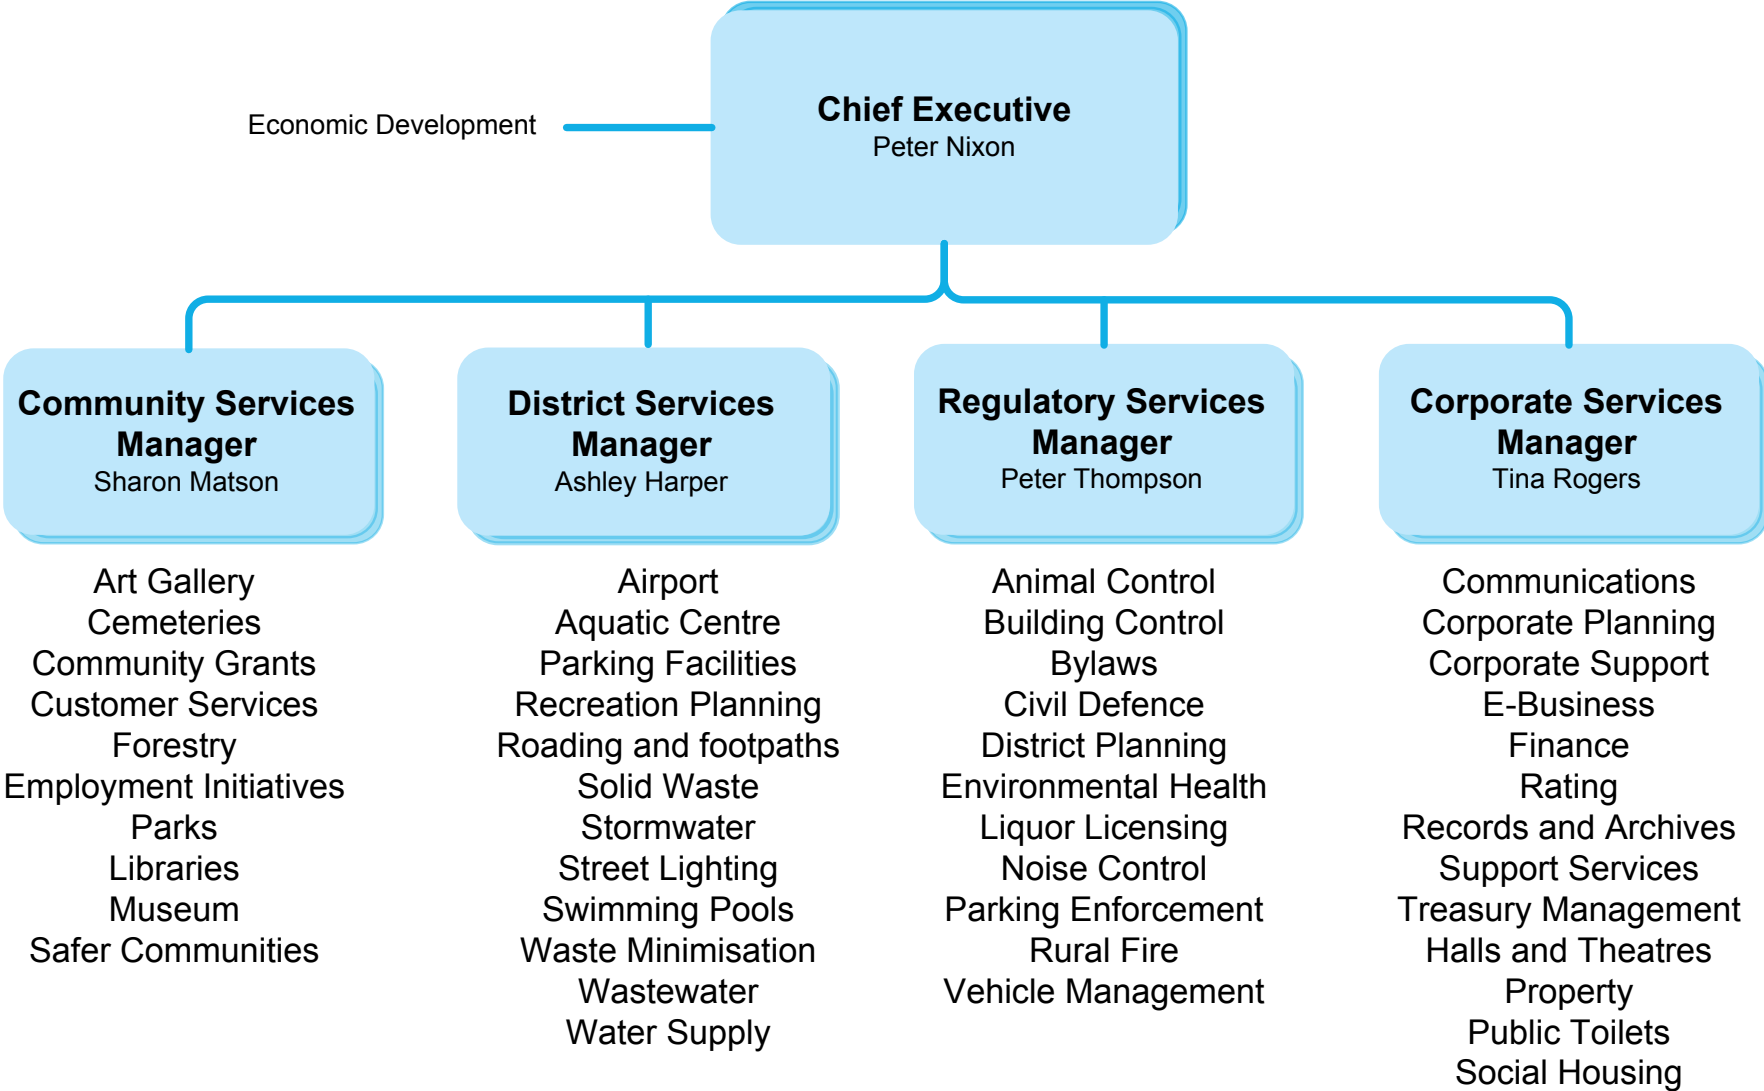 Chief Executive
Peter Nixon
Economic Development
Community Services
Manager
Sharon Matson
Art Gallery
Cemeteries
Community Grants
Customer Services
Forestry
Employment Initiatives
Parks
Libraries
Museum
Safer Communities
District Services
Manager
Ashley Harper
Airport
Aquatic Centre
Parking Facilities
Recreation Planning
Roading and footpaths
Solid Waste
Stormwater
Street Lighting
Swimming Pools
Waste Minimisation
Wastewater
Water Supply
Regulatory Services
Manager
Peter Thompson
Animal Control
Building Control
Bylaws
Civil Defence
District Planning
Environmental Health
Liquor Licensing
Noise Control
Parking Enforcement
Rural Fire
Vehicle Management
Corporate Services
Manager
Tina Rogers
Communications
Corporate Planning
Corporate Support
E-Business
Finance
Rating
Records and Archives
Support Services
Treasury Management
Halls and Theatres
Property
Public Toilets
Social Housing